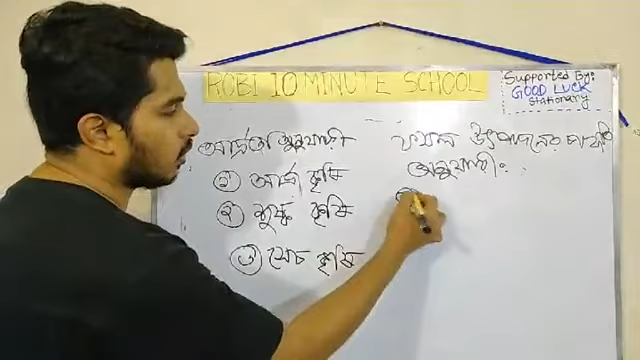 ROBI 10 MINUTE SCHOOL
Supported By:
GOOD LUCK
Stationary
আর্দ্রতা অনুযায়ী
১ আর্দ্র কৃষি
২ শুষ্ক কৃষি
৩ সেচ কৃষি
ফসল উৎপাদনের
অনুযায়ী: